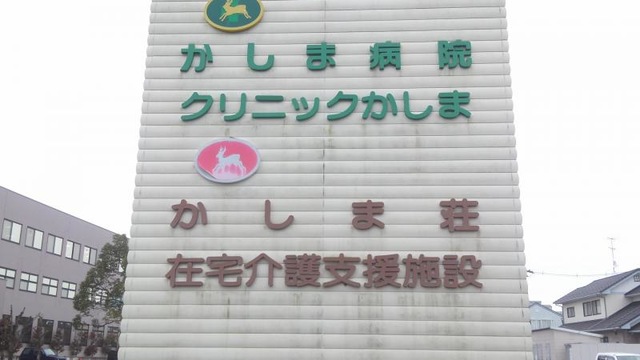 かしま病院
クリニックかしま
かしま荘
在宅介護支援施設